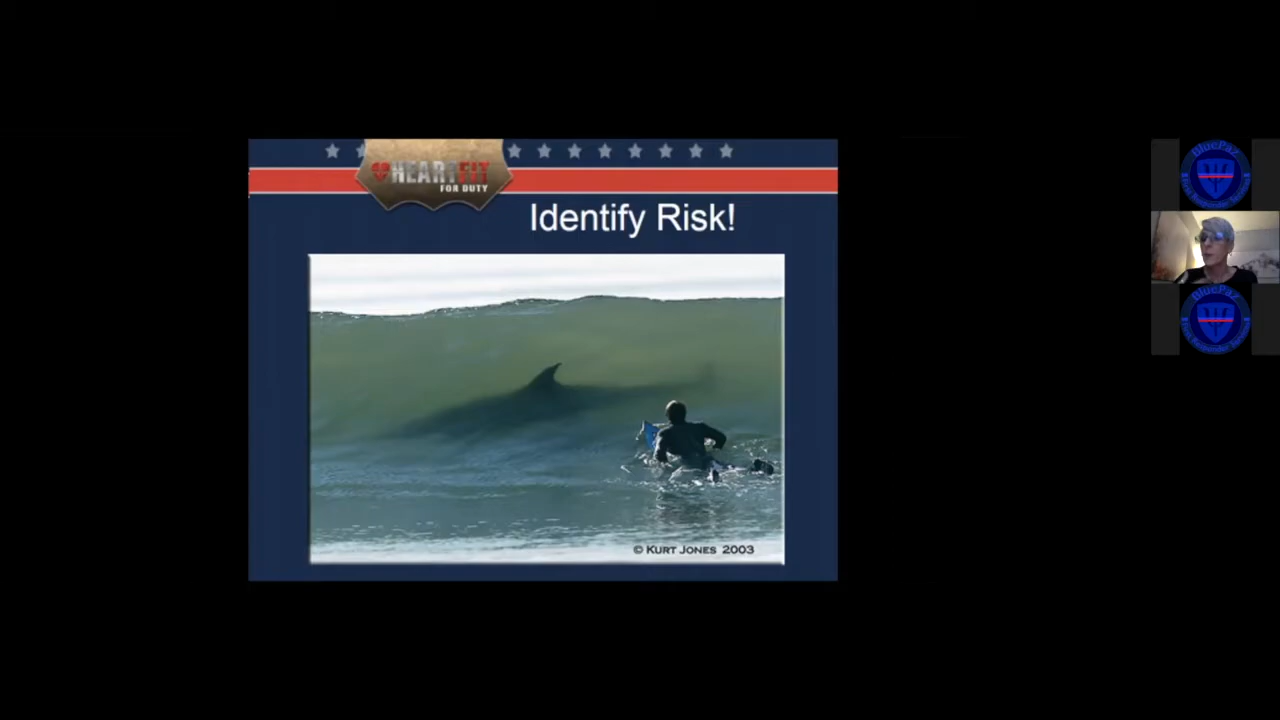 HEARTFIT
FOR DUTY
Identify Risk!
© KURT JONES 2003
BluePaz
BluePaz